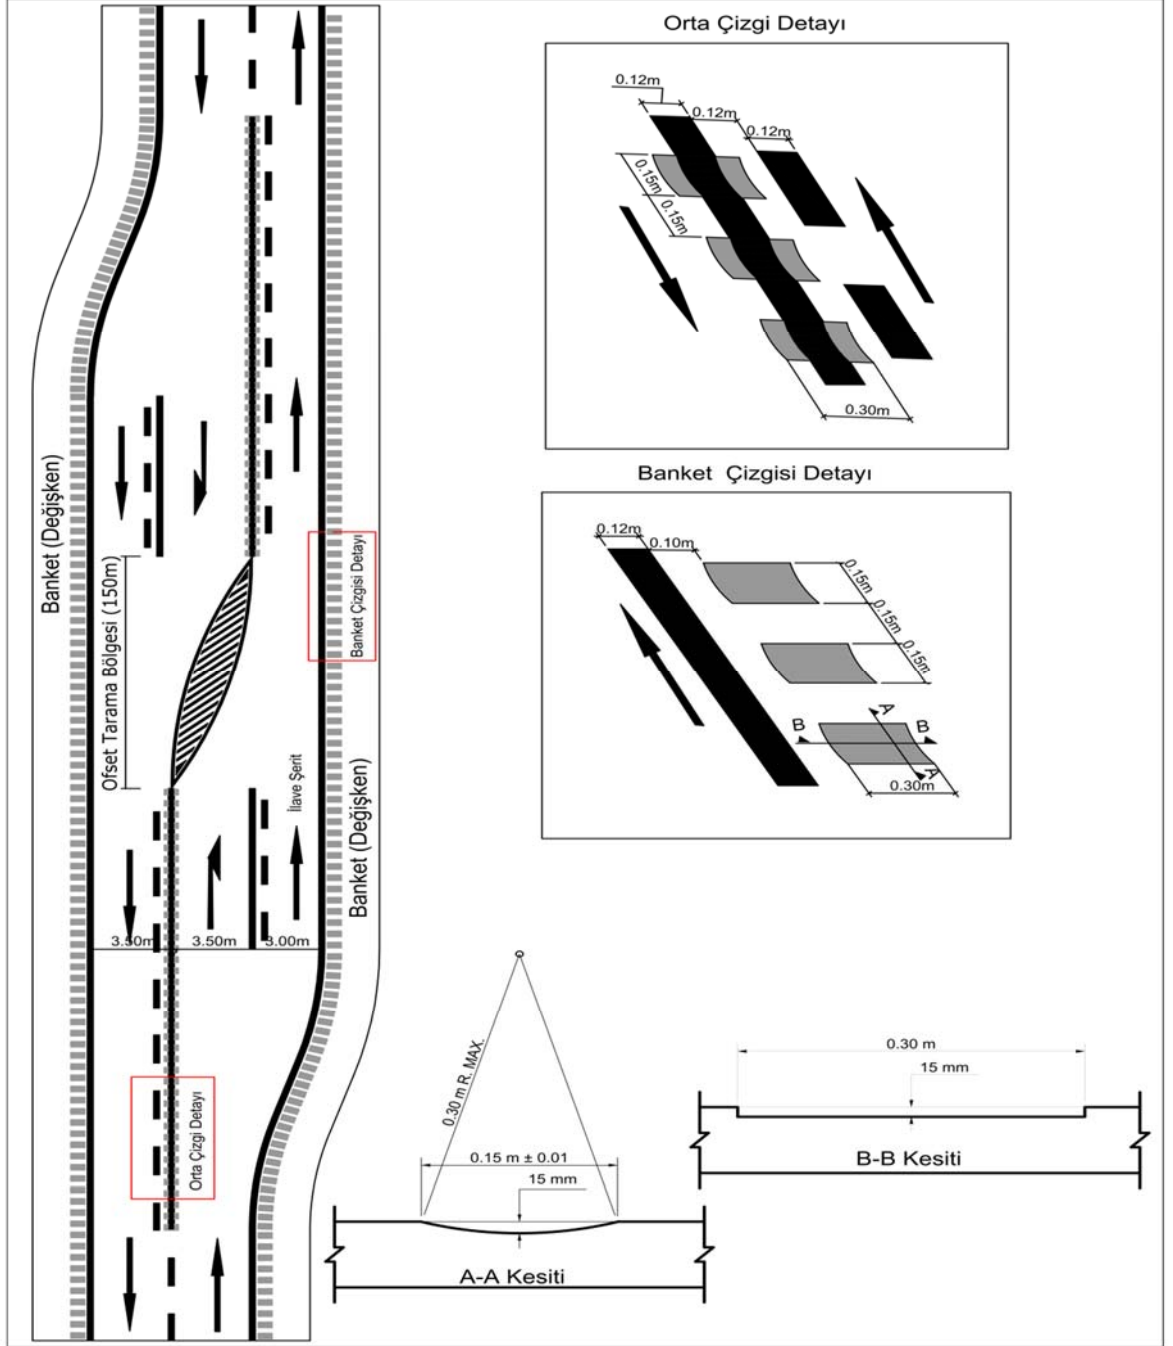 Orta Çizgi Detayı
0.12m
0.12m
0.12m
0.15m
0.15m
0.30m
Banket Çizgisi Detayı
0.12m
0.10m
0.15m
0.15m
0.15m
A
B
B
A
0.30m
Banket (Değişken)
Ofset Tarama Bölgesi (150m)
Banket Çizgisi Detayı
İlave Şerit
Banket (Değişken)
3.50m
3.50m
3.00m
Orta Çizgi Detayı
0.30 m R. MAX.
0.15 m ± 0.01
15 mm
A-A Kesiti
0.30 m
15 mm
B-B Kesiti